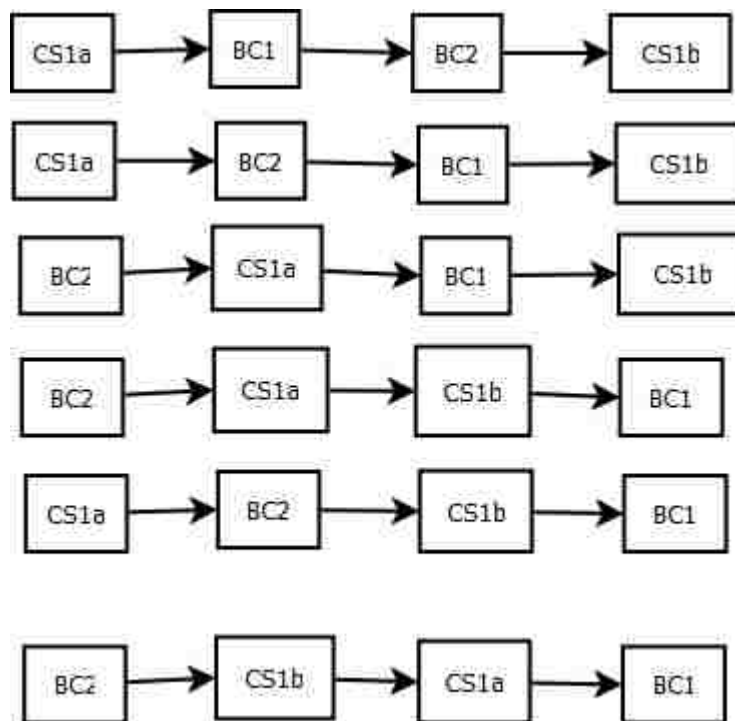 CS1a BC1 BC2 CS1b
CS1a BC2 BC1 CS1b
BC2 CS1a BC1 CS1b
BC2 CS1a CS1b BC1
CS1a BC2 CS1b BC1
BC2 CS1b CS1a BC1